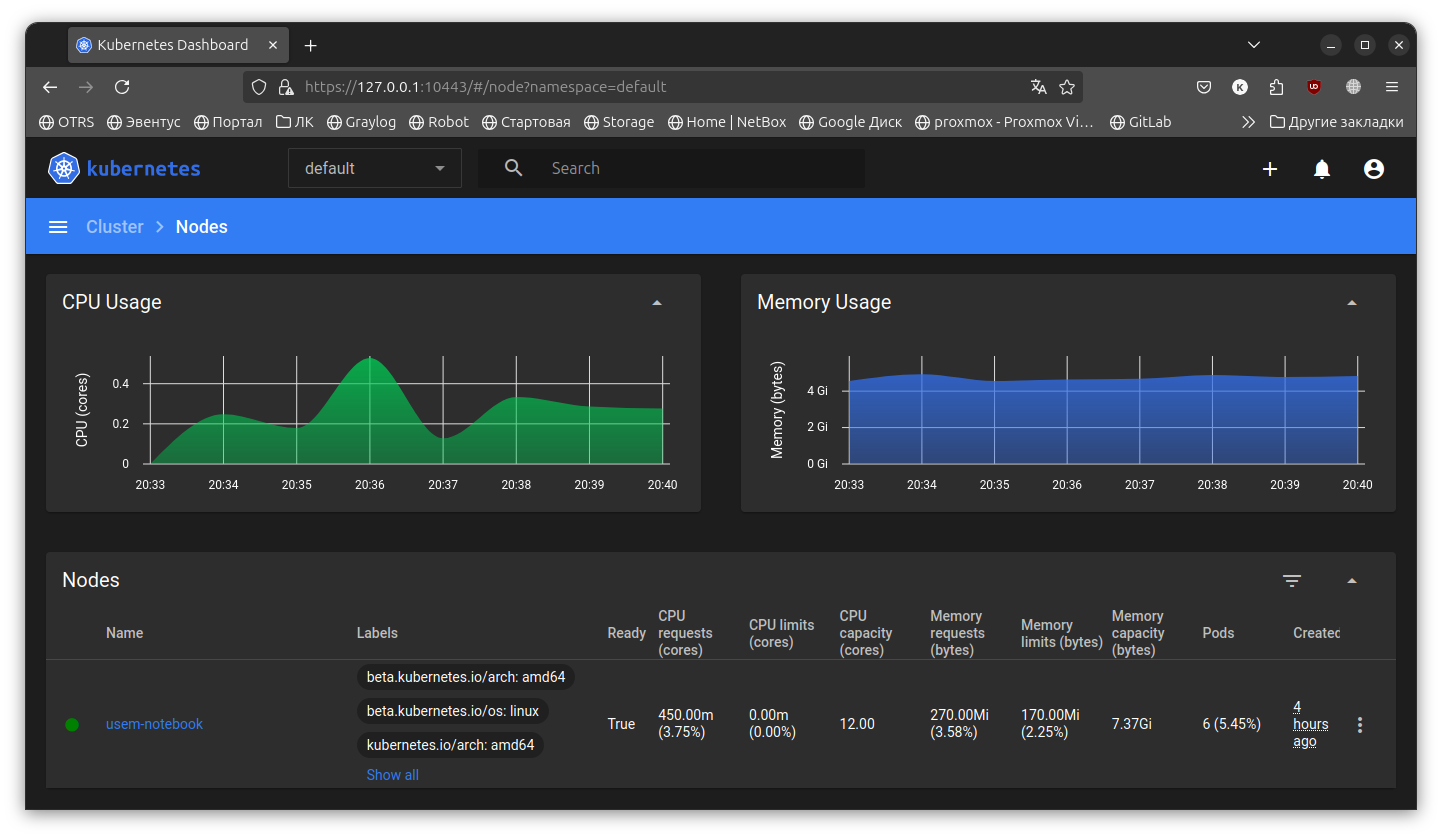 Kubernetes Dashboard
https://127.0.0.1:10443/#/node?namespace=default
OTRS Эвентус Портал ЛК Graylog Robot Стартовая Storage Home | NetBox Google Диск proxmox - Proxmox Vi… GitLab Другие закладки
kubernetes default Search
Cluster Nodes
CPU Usage
CPU (cores)
0.4
0.2
0
20:33 20:34 20:35 20:36 20:37 20:38 20:39 20:40
Memory Usage
Memory (bytes)
4 Gi
2 Gi
0 Gi
20:33 20:34 20:35 20:36 20:37 20:38 20:39 20:40
Nodes
Name
Labels
Ready
CPU
requests
(cores)
CPU limits
(cores)
CPU
capacity
(cores)
Memory
requests
(bytes)
Memory
limits (bytes)
Memory
capacity
(bytes)
Pods
Created
usem-notebook
beta.kubernetes.io/arch: amd64
beta.kubernetes.io/os: linux
kubernetes.io/arch: amd64
Show all
True
450.00m
(3.75%)
0.00m
(0.00%)
12.00
270.00Mi
(3.58%)
170.00Mi
(2.25%)
7.37Gi
6 (5.45%)
4
hours
ago